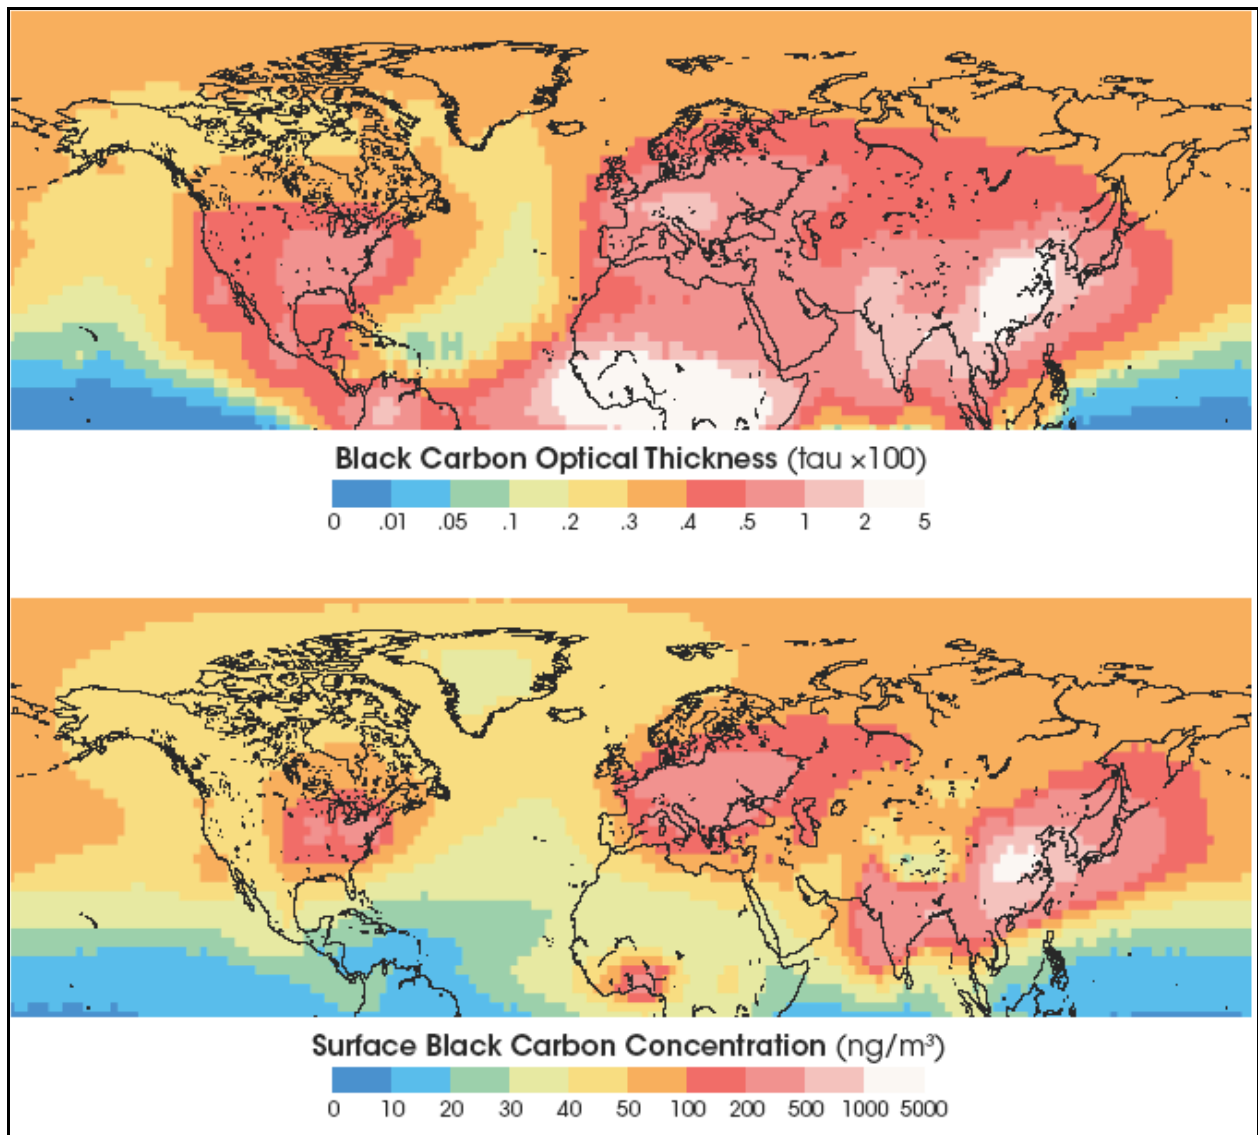 Black Carbon Optical Thickness (tau ×100)
0 .01 .05 .1 .2 .3 .4 .5 1 2 5
Surface Black Carbon Concentration (ng/m³)
0 10 20 30 40 50 100 200 500 1000 5000